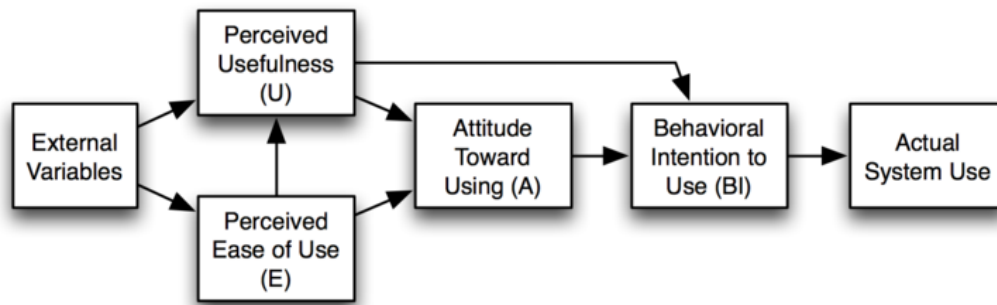 External
Variables
Perceived
Usefulness
(U)
Perceived
Ease of Use
(E)
Attitude
Toward
Using (A)
Behavioral
Intention to
Use (BI)
Actual
System Use